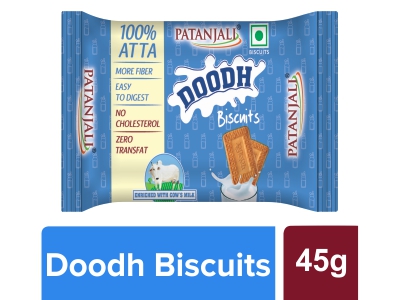 100%
ATTA
MORE FIBER
EASY
TO DIGEST
NO
CHOLESTEROL
ZERO
TRANSFAT
ENRICHED WITH COW'S MILK
PATANJALI
PATANJALI
BISCUITS
DOODH
Biscuits
PATANJALI
Doodh Biscuits
45g